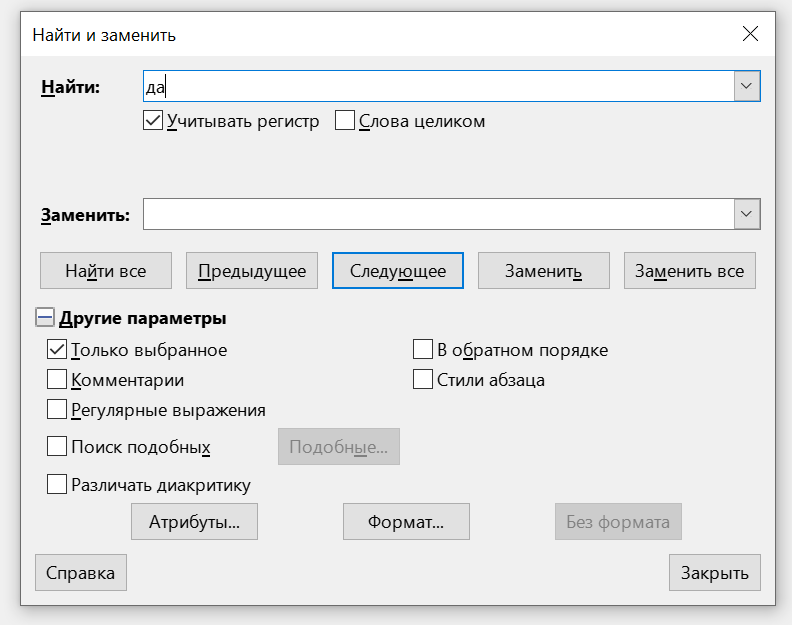 Найти и заменить
Найти: да
Учитывать регистр Слова целиком
Заменить:
Найти все Предыдущее Следующее Заменить Заменить все
Другие параметры
Только выбранное В обратном порядке
Комментарии Стили абзаца
Регулярные выражения
Поиск подобных Подобные...
Различать диакритику
Атрибуты... Формат... Без формата
Справка Закрыть